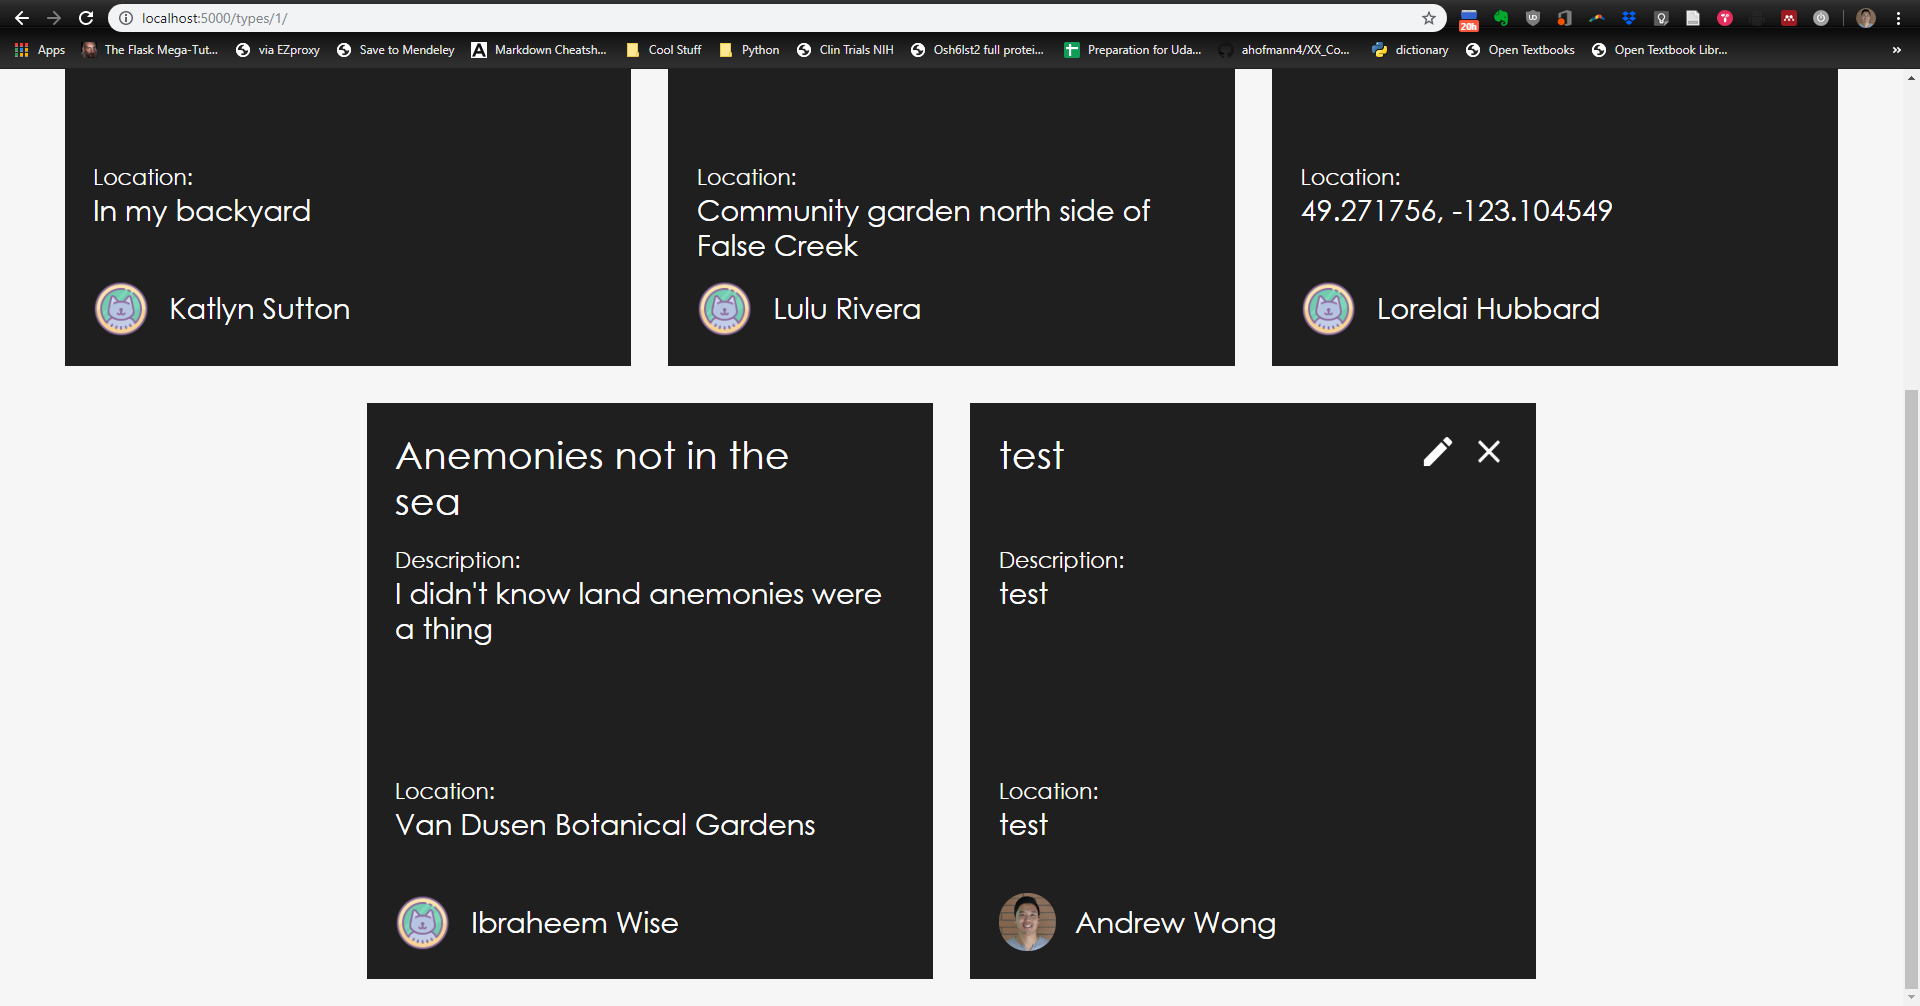 localhost:5000/types/1/
20h
Apps
The Flask Mega-Tut...
via EZproxy
Save to Mendeley
Markdown Cheatsh...
Cool Stuff
Python
Clin Trials NIH
Osh6lst2 full protei...
Preparation for Uda...
ahofmann4/XX_Co...
dictionary
Open Textbooks
Open Textbook Libr...
»
Location:
In my backyard
Katlyn Sutton
Location:
Community garden north side of
False Creek
Lulu Rivera
Location:
49.271756, -123.104549
Lorelai Hubbard
Anemonies not in the
sea
Description:
I didn't know land anemonies were
a thing
Location:
Van Dusen Botanical Gardens
Ibraheem Wise
test
Description:
test
Location:
test
Andrew Wong